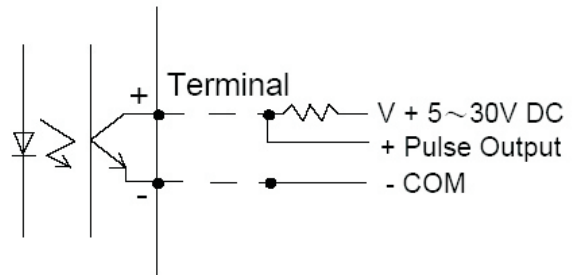 + Terminal
V + 5～30V DC
+ Pulse Output
- COM
-